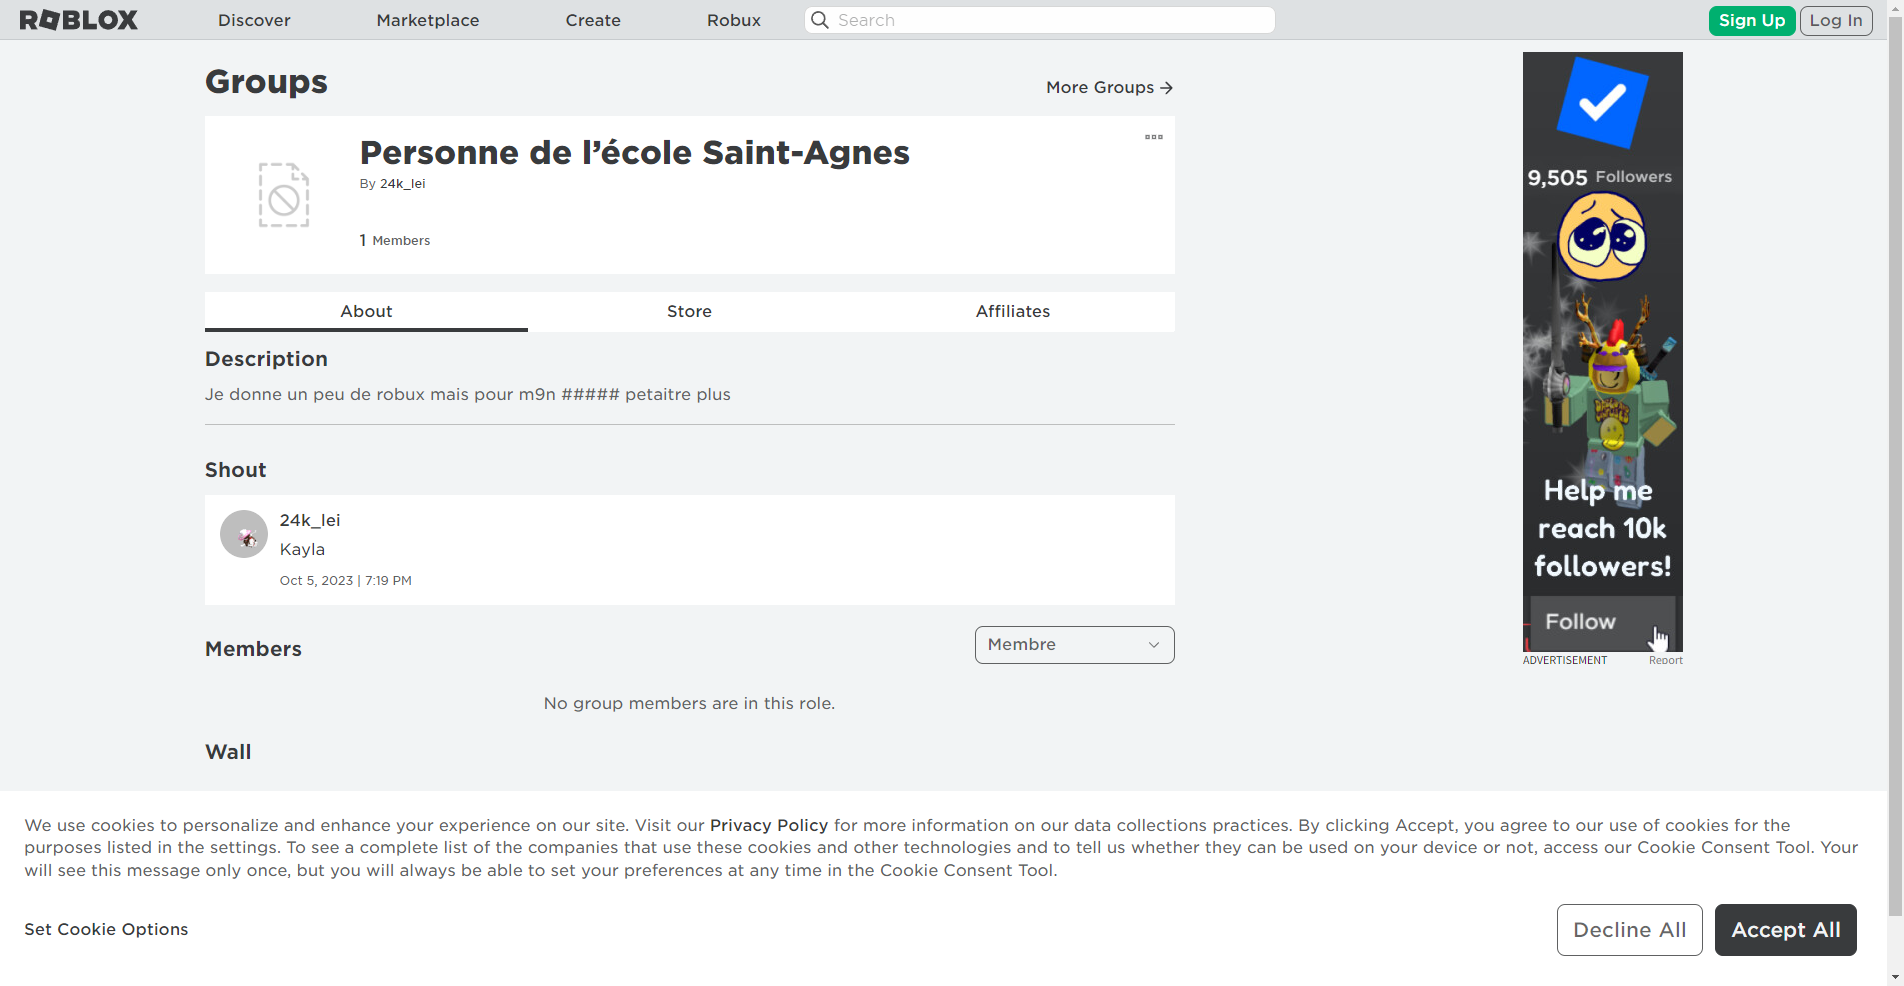 ROBLOX
Discover
Marketplace
Create
Robux
Search
Sign Up
Log In
Groups
More Groups
Personne de l’école Saint-Agnes
By 24k_lei
1 Members
About
Store
Affiliates
Description
Je donne un peu de robux mais pour m9n ##### petaitre plus
Shout
24k_lei
Kayla
Oct 5, 2023 | 7:19 PM
Members
Membre
No group members are in this role.
Wall
9,505 Followers
Help me
reach 10k
followers!
Follow
ADVERTISEMENT
Report
We use cookies to personalize and enhance your experience on our site. Visit our Privacy Policy for more information on our data collections practices. By clicking Accept, you agree to our use of cookies for the
purposes listed in the settings. To see a complete list of the companies that use these cookies and other technologies and to tell us whether they can be used on your device or not, access our Cookie Consent Tool. Your
will see this message only once, but you will always be able to set your preferences at any time in the Cookie Consent Tool.
Set Cookie Options
Decline All
Accept All